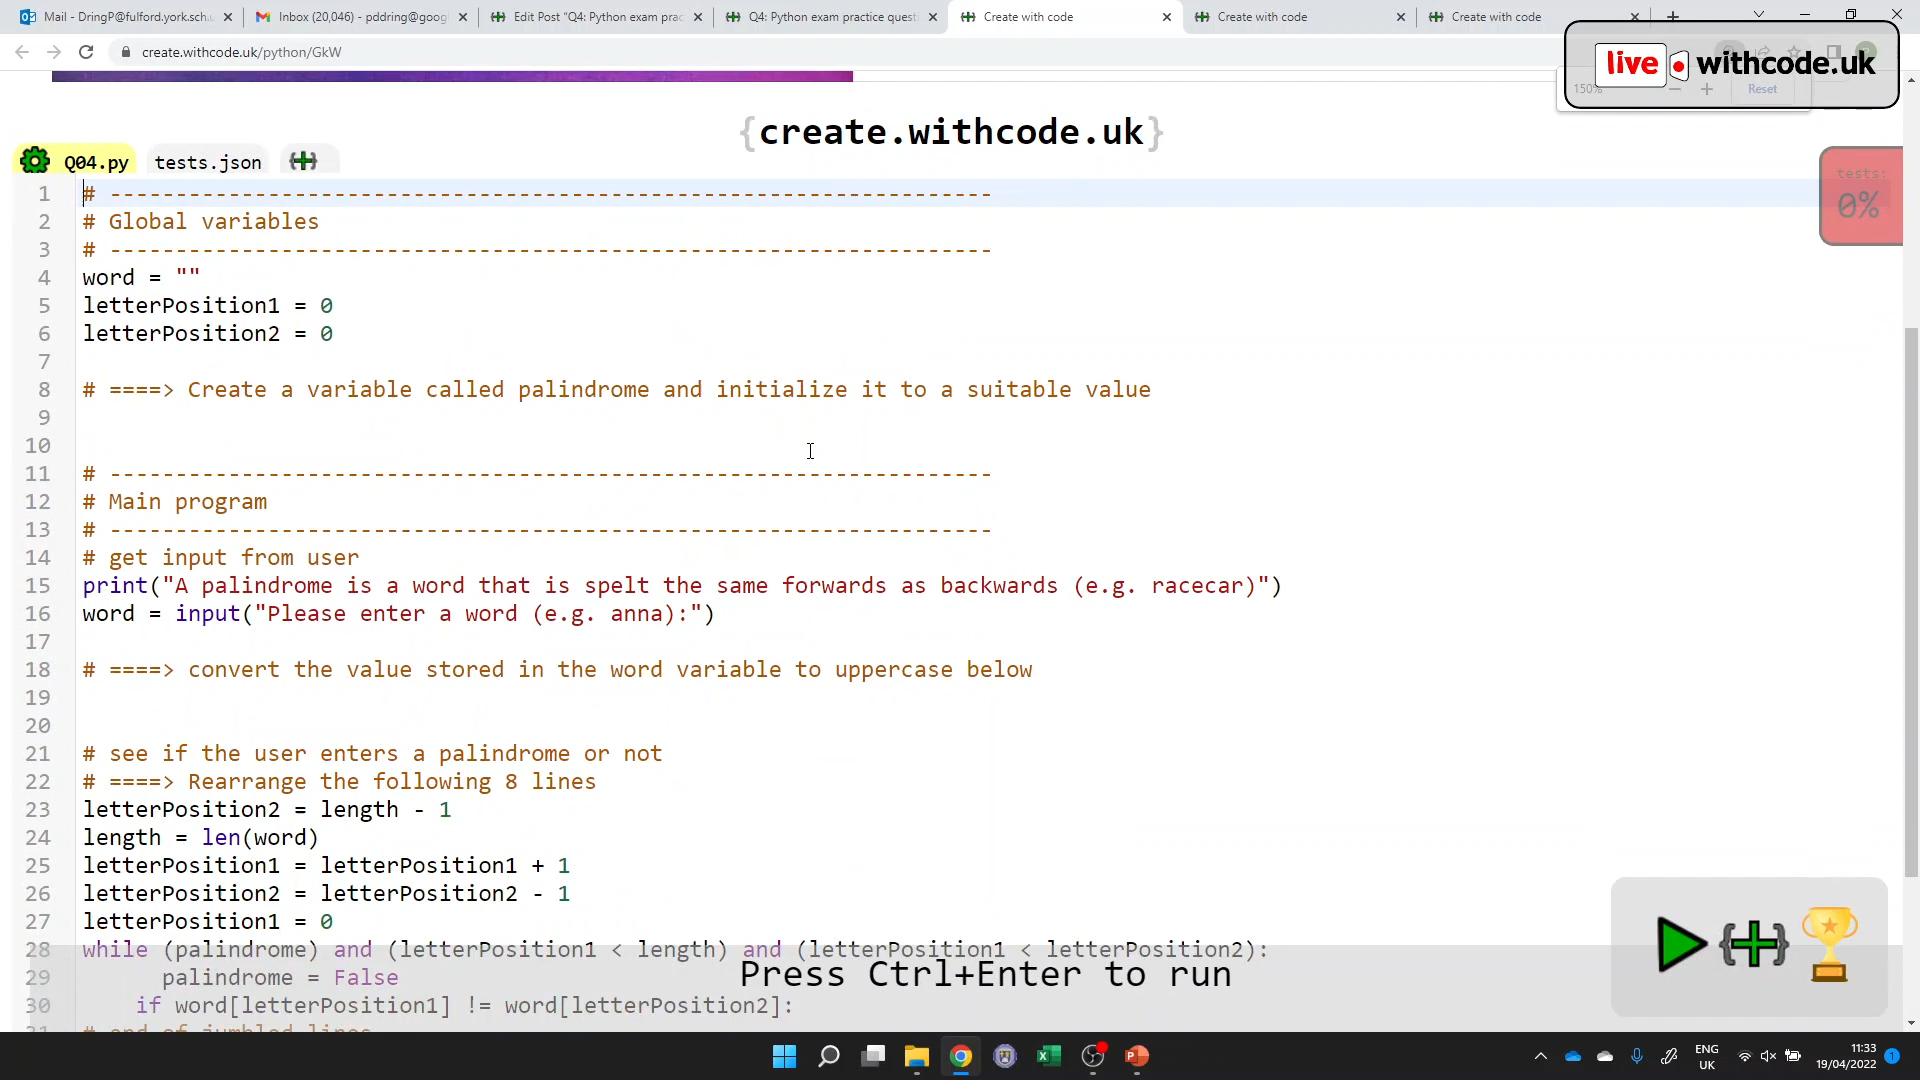 Mail - DringP@fulford.york.sch.u
Inbox (20,046) - pddring@goog
Edit Post "Q4: Python exam prac
Q4: Python exam practice quest
Create with code
Create with code
Create with code
create.withcode.uk/python/GkW
live withcode.uk
150%
Reset
{create.withcode.uk}
Q04.py
tests.json
{+}
tests:
0%
1 # -------------------------------------------------------------------
2 # Global variables
3 # -------------------------------------------------------------------
4 word = ""
5 letterPosition1 = 0
6 letterPosition2 = 0
7
8 # ====> Create a variable called palindrome and initialize it to a suitable value
9
10
11 # -------------------------------------------------------------------
12 # Main program
13 # -------------------------------------------------------------------
14 # get input from user
15 print("A palindrome is a word that is spelt the same forwards as backwards (e.g. racecar)")
16 word = input("Please enter a word (e.g. anna):")
17
18 # ====> convert the value stored in the word variable to uppercase below
19
20
21 # see if the user enters a palindrome or not
22 # ====> Rearrange the following 8 lines
23 letterPosition2 = length - 1
24 length = len(word)
25 letterPosition1 = letterPosition1 + 1
26 letterPosition2 = letterPosition2 - 1
27 letterPosition1 = 0
28 while (palindrome) and (letterPosition1 < length) and (letterPosition1 < letterPosition2):
29 palindrome = False
30 if word[letterPosition1] != word[letterPosition2]:
31 # end of jumbled lines
Press Ctrl+Enter to run
{+}
ENG
UK
11:33
19/04/2022
1